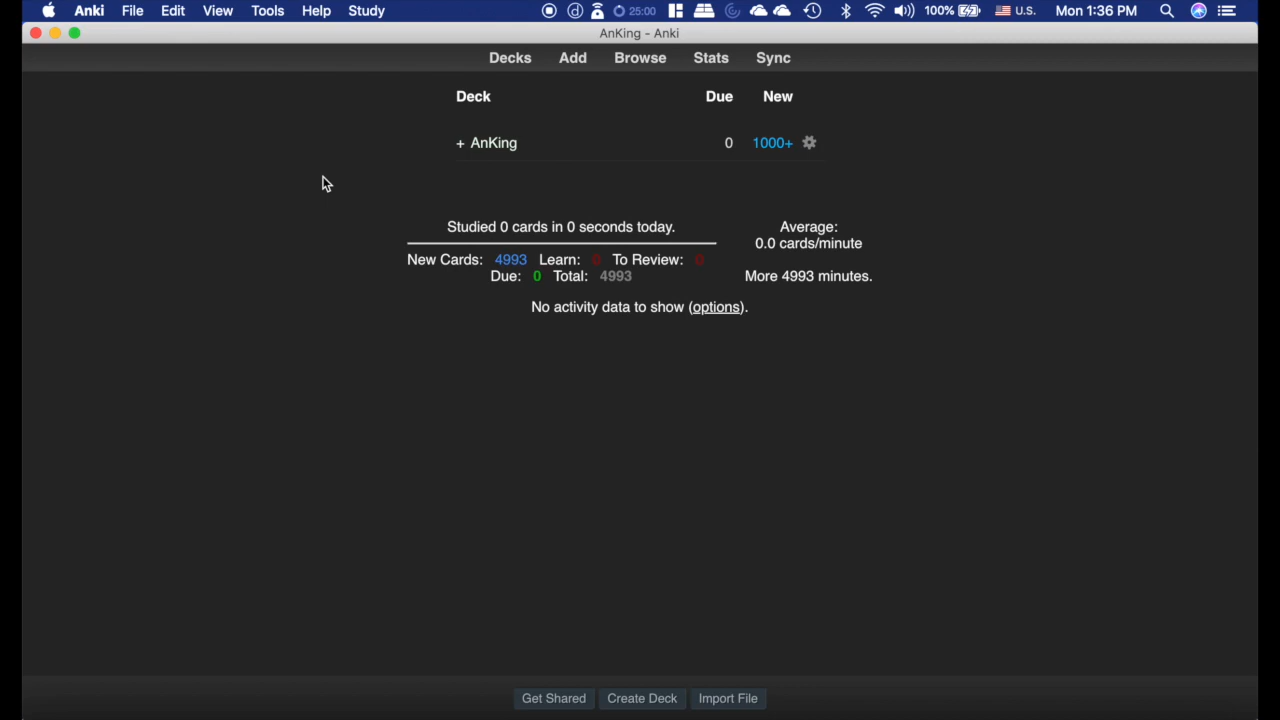 Anki File Edit View Tools Help Study 25:00 100% U.S. Mon 1:36 PM
AnKing - Anki
Decks Add Browse Stats Sync
Deck Due New
+ AnKing 0 1000+
Studied 0 cards in 0 seconds today.
New Cards: 4993 Learn: 0 To Review: 0
Due: 0 Total: 4993
Average:
0.0 cards/minute
More 4993 minutes.
No activity data to show (options).
Get Shared Create Deck Import File